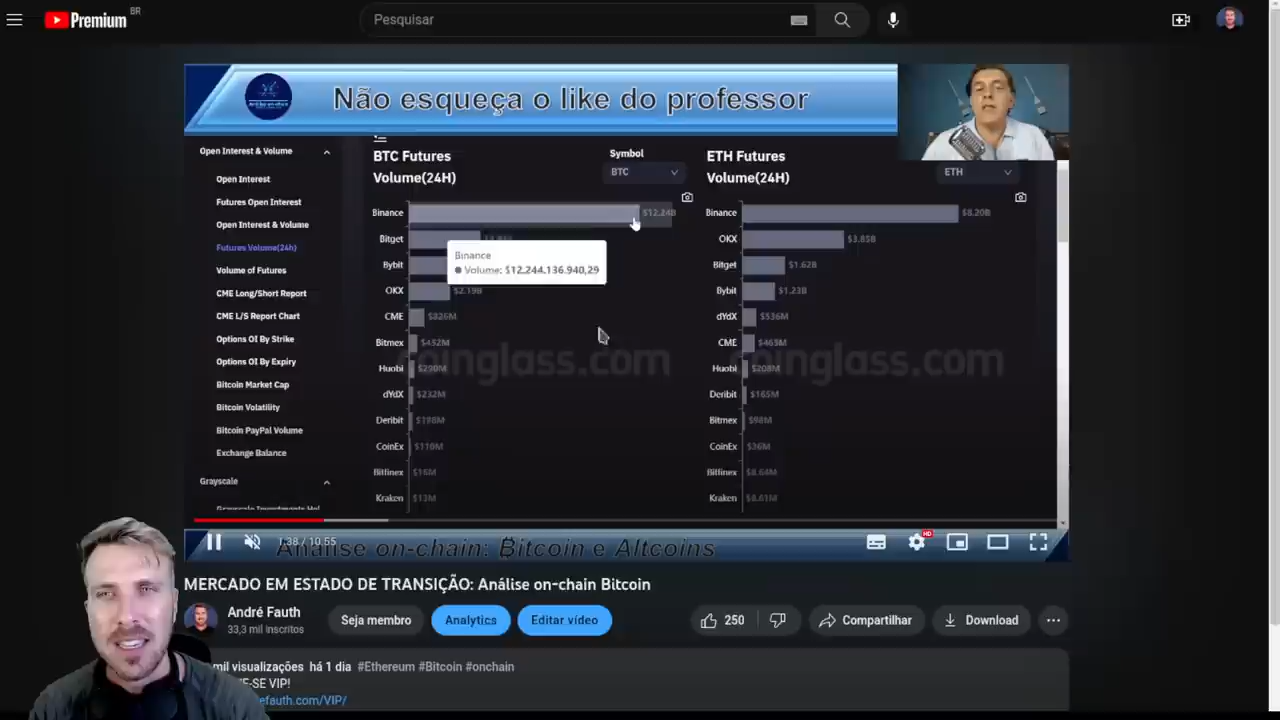 Premium BR
Pesquisar
Não esqueça o like do professor
Open Interest & Volume
Open Interest
Futures Open Interest
Open Interest & Volume
Futures Volume(24h)
Volume of Futures
CME Long/Short Report
CME L/S Report Chart
Options OI By Strike
Options OI By Expiry
Bitcoin Market Cap
Bitcoin Volatility
Bitcoin PayPal Volume
Exchange Balance
Grayscale
BTC Futures
Volume(24H)
Symbol
BTC
Binance $12.24B
Bitget
Bybit
OKX $2.19B
CME $826M
Bitmex $452M
Huobi $290M
dYdX $232M
Deribit $198M
CoinEx $110M
Bitfinex $16M
Kraken $13M
Binance
Volume: $12,244,136,940,29
coinglass.com
ETH Futures
Volume(24H)
ETH
Binance $8.20B
OKX $3.85B
Bitget $1.62B
Bybit $1.23B
dYdX $536M
CME $465M
Huobi $208M
Deribit $165M
Bitmex $98M
CoinEx $36M
Bitfinex $8.64M
Kraken $8.61M
coinglass.com
1:38 / 10:55
HD
Análise on-chain: Bitcoin e Altcoins
MERCADO EM ESTADO DE TRANSIÇÃO: Análise on-chain Bitcoin
André Fauth
33,3 mil inscritos
Seja membro
Analytics
Editar vídeo
250
Compartilhar
Download
mil visualizações há 1 dia #Ethereum #Bitcoin #onchain
E-SE VIP!
efauth.com/VIP/